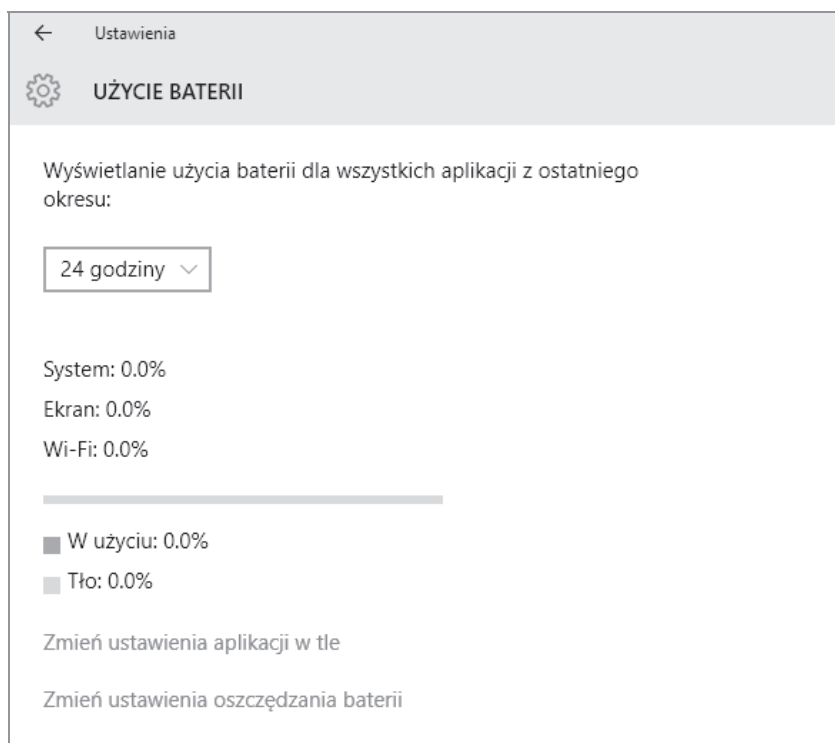 Ustawienia
UŻYCIE BATERII
Wyświetlanie użycia baterii dla wszystkich aplikacji z ostatniego
okresu:
24 godziny
System: 0.0%
Ekran: 0.0%
Wi-Fi: 0.0%
W użyciu: 0.0%
Tło: 0.0%
Zmień ustawienia aplikacji w tle
Zmień ustawienia oszczędzania baterii